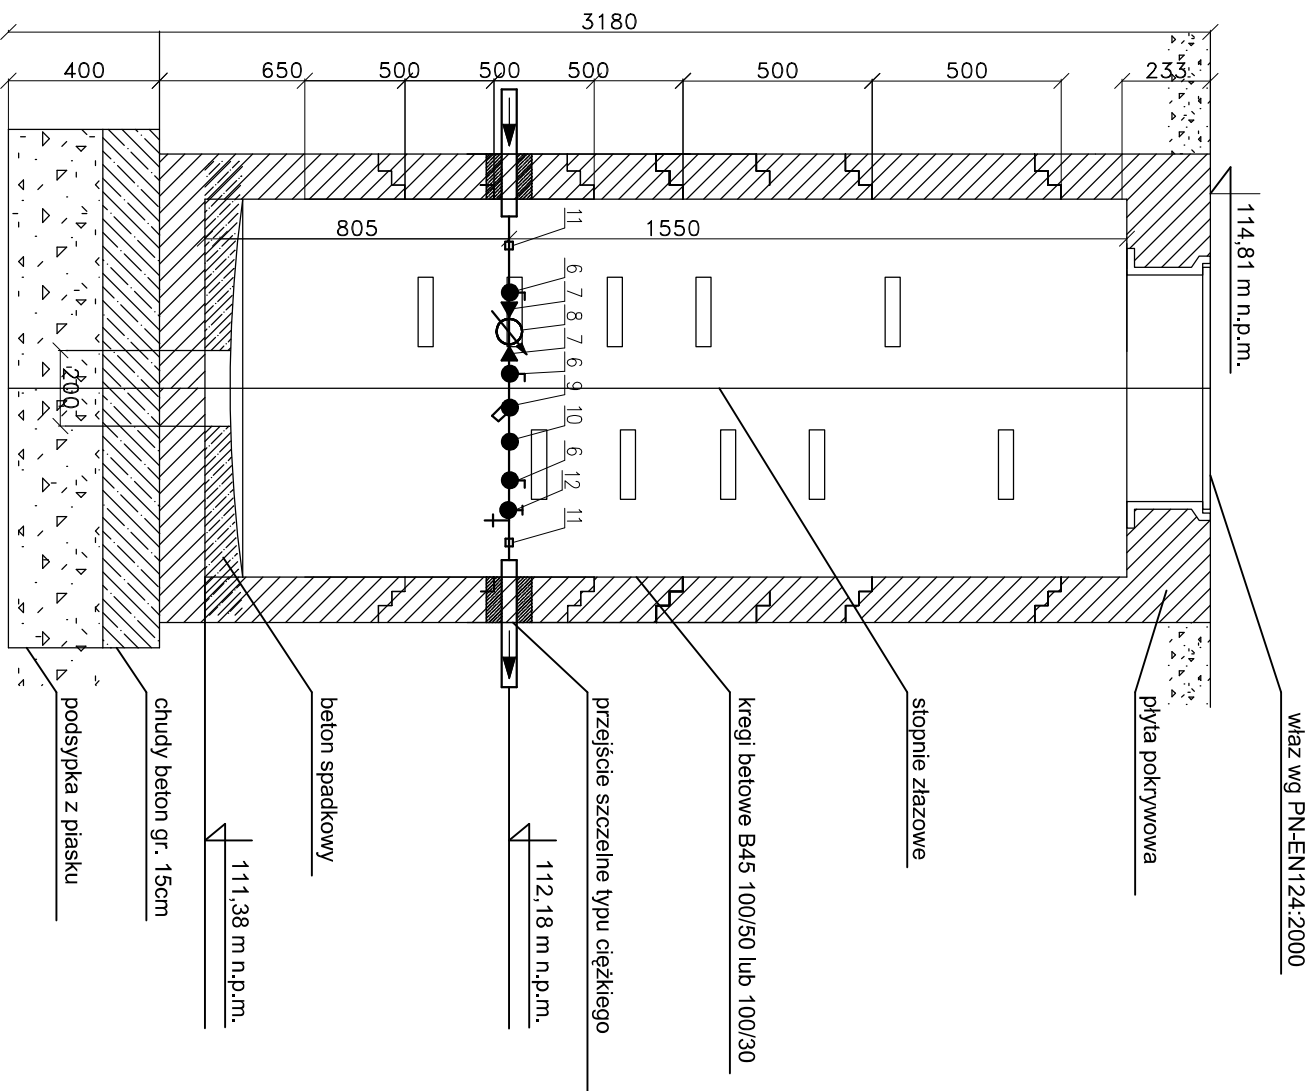 3180
400
650
500
500
500
500
500
233
114,81 m n.p.m.
805
1550
11
6
7
8
7
6
9
10
6
12
11
200
właz wg PN-EN124:2000
płyta pokrywowa
stopnie złazowe
kregi betowe B45 100/50 lub 100/30
przejście szczelne typu ciężkiego
112,18 m n.p.m.
beton spadkowy
111,38 m n.p.m.
chudy beton gr. 15cm
podsypka z piasku